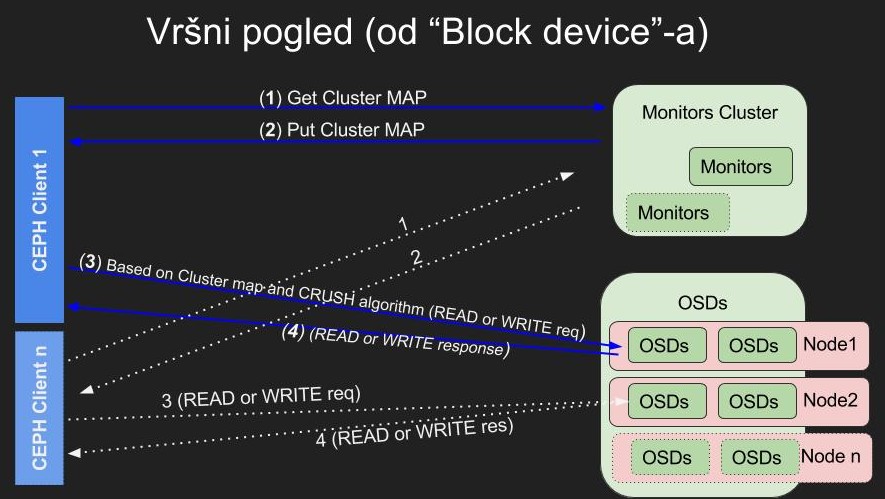 Vršni pogled (od “Block device”-a)
CEPH Client 1
(1) Get Cluster MAP
(2) Put Cluster MAP
Monitors Cluster
Monitors
Monitors
1
2
(3) Based on Cluster map and CRUSH algorithm (READ or WRITE req)
(4) (READ or WRITE response)
OSDs
OSDs
OSDs
Node1
CEPH Client n
3 (READ or WRITE req)
4 (READ or WRITE res)
OSDs
OSDs
Node2
OSDs
OSDs
Node n